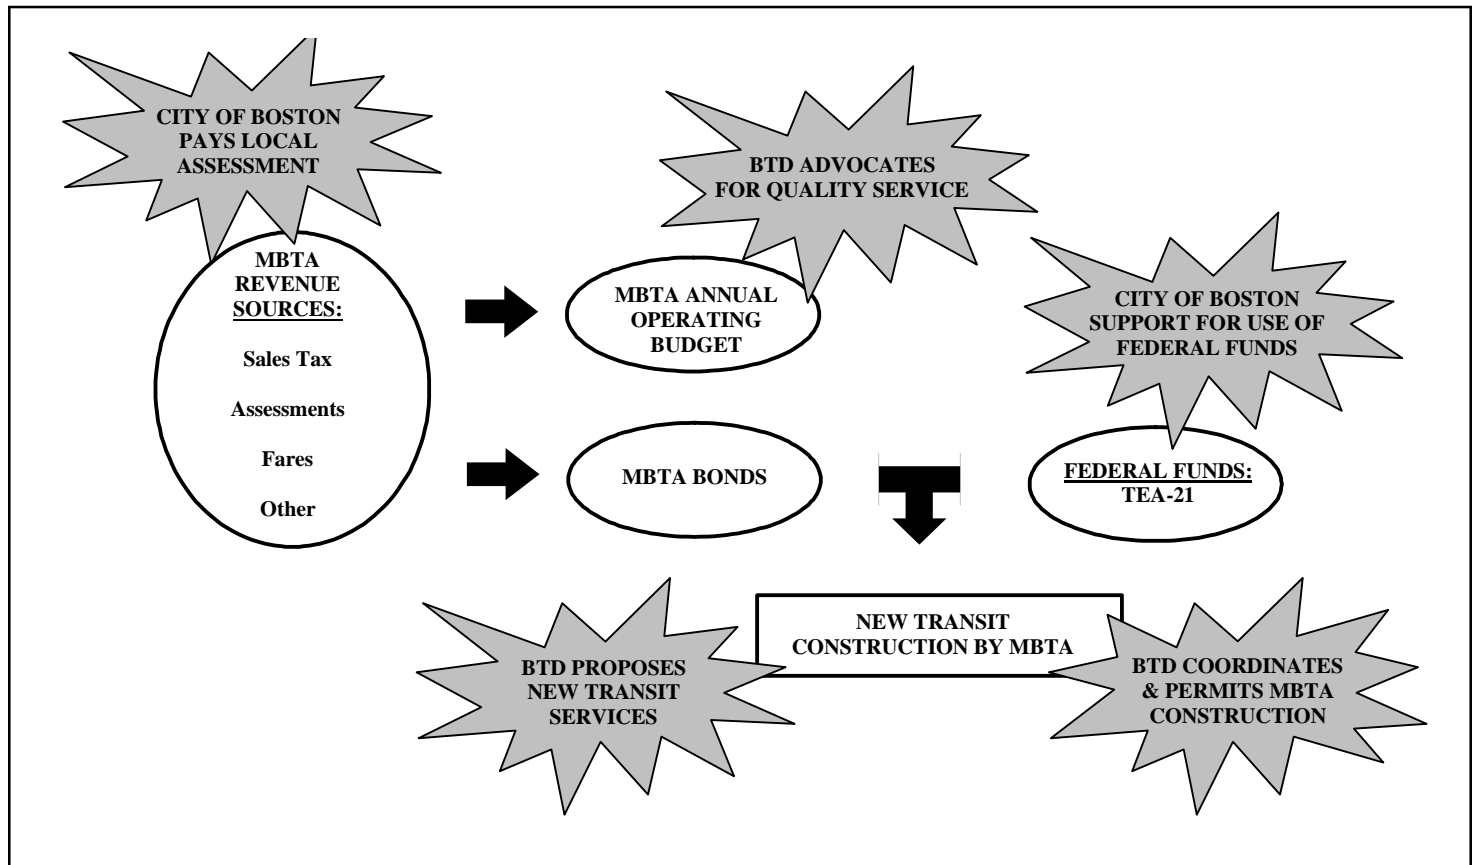 CITY OF BOSTON
PAYS LOCAL
ASSESSMENT
BTD ADVOCATES
FOR QUALITY SERVICE
MBTA
REVENUE
SOURCES:
Sales Tax
Assessments
Fares
Other
MBTA ANNUAL
OPERATING
BUDGET
CITY OF BOSTON
SUPPORT FOR USE OF
FEDERAL FUNDS
MBTA BONDS
FEDERAL FUNDS:
TEA-21
NEW TRANSIT
CONSTRUCTION BY MBTA
BTD PROPOSES
NEW TRANSIT
SERVICES
BTD COORDINATES
& PERMITS MBTA
CONSTRUCTION